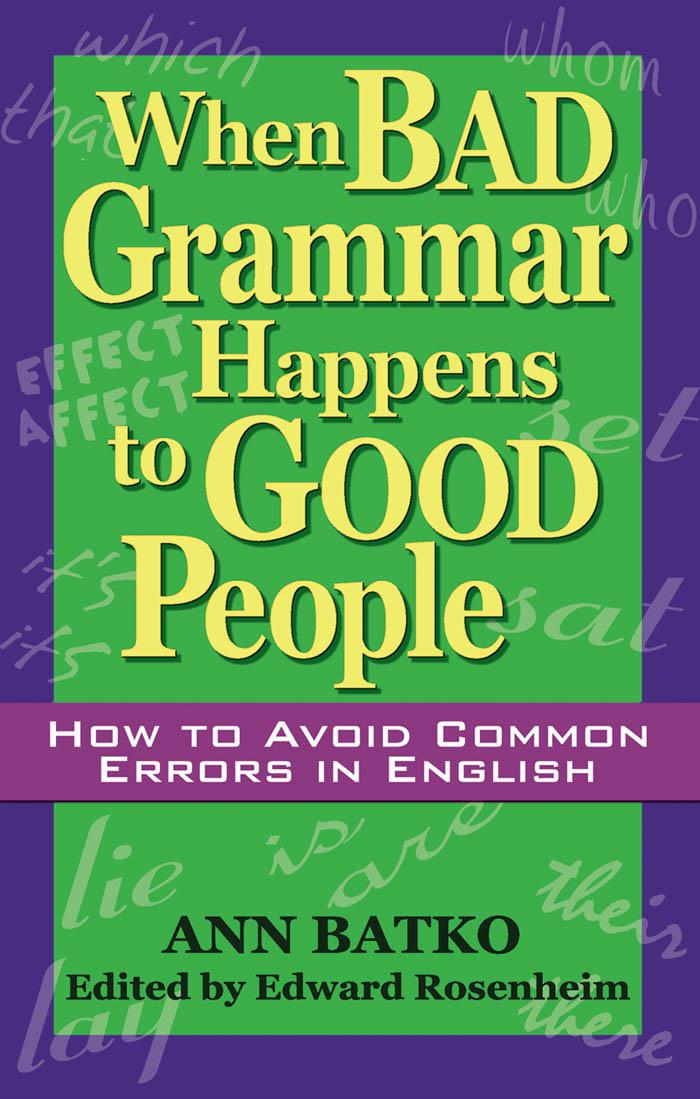 which
whom
that
When BAD
who
Grammar
EFFECT
Happens
AFFECT
set
to GOOD
it's
People
sat
its
How to Avoid Common
Errors in English
lie
is are
their
ANN BATKO
Edited by Edward Rosenheim
lay
there